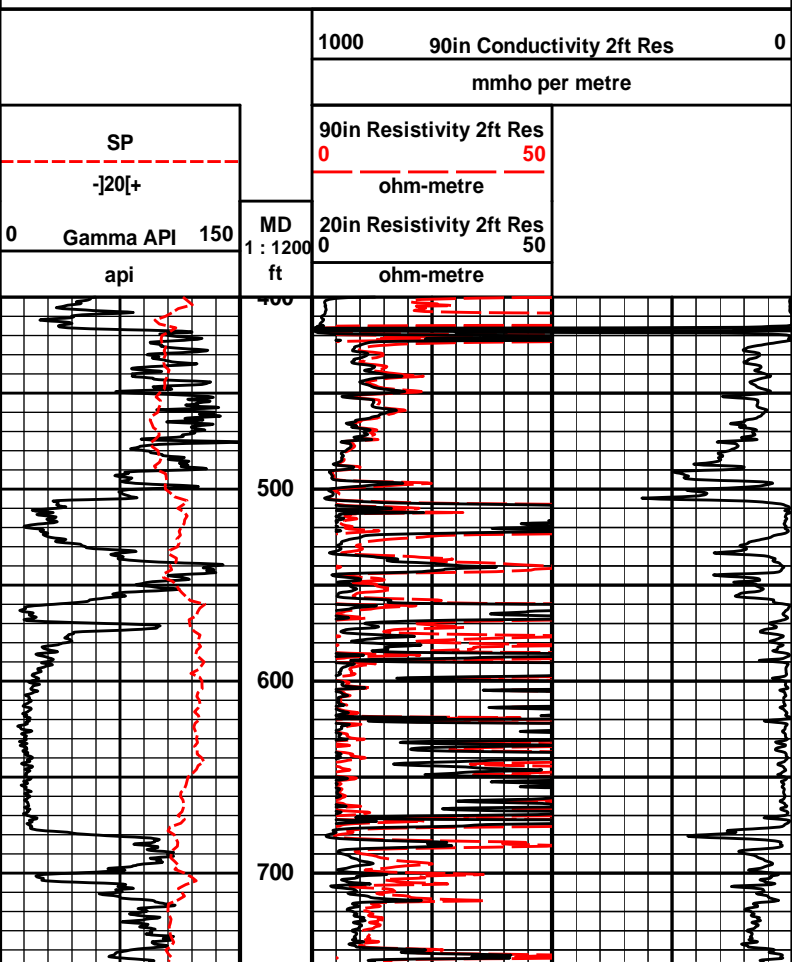 1000 90in Conductivity 2ft Res 0
mmho per metre
SP
-]20[+
0 Gamma API 150
api
MD
1 : 1200
ft
90in Resistivity 2ft Res
0 50
ohm-metre
20in Resistivity 2ft Res
0 50
ohm-metre
400
500
600
700